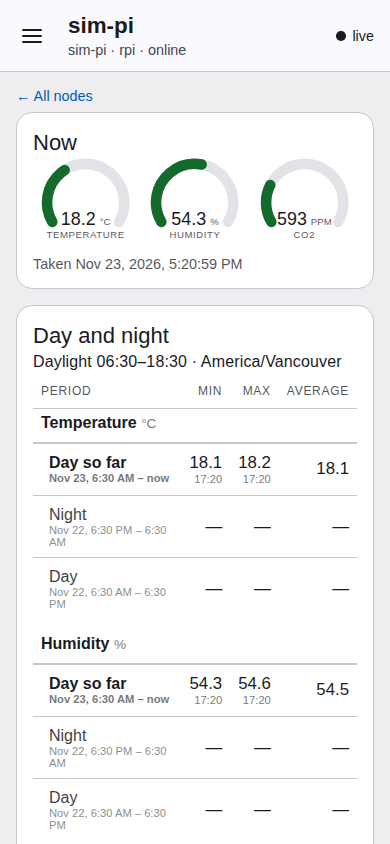 sim-pi
sim-pi · rpi · online
live
← All nodes
Now
18.2 °C
TEMPERATURE
54.3 %
HUMIDITY
593 PPM
CO2
Taken Nov 23, 2026, 5:20:59 PM
Day and night
Daylight 06:30–18:30 · America/Vancouver
PERIOD MIN MAX AVERAGE
Temperature °C
Day so far 18.1 18.2 18.1
Nov 23, 6:30 AM – now 17:20 17:20
Night — — —
Nov 22, 6:30 PM – 6:30
AM
Day — — —
Nov 22, 6:30 AM – 6:30
PM
Humidity %
Day so far 54.3 54.6 54.5
Nov 23, 6:30 AM – now 17:20 17:20
Night — — —
Nov 22, 6:30 PM – 6:30
AM
Day — — —
Nov 22, 6:30 AM – 6:30
PM